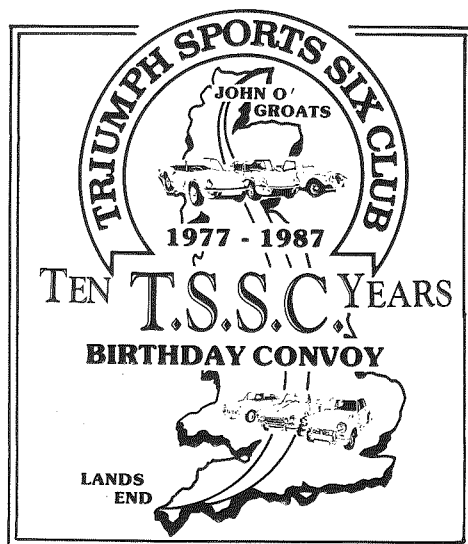 TRIUMPH SPORTS SIX CLUB
JOHN O'
GROATS
1977 - 1987
TEN T.S.S.C. YEARS
BIRTHDAY CONVOY
LANDS
END